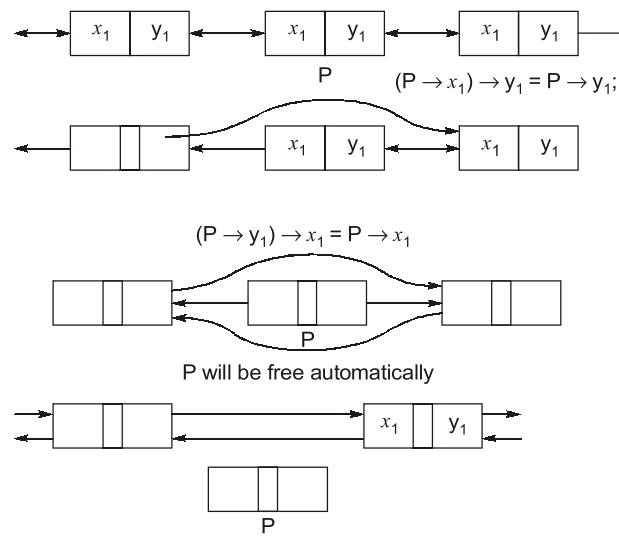 x₁ y₁ x₁ y₁ x₁ y₁
P
(P → x₁) → y₁ = P → y₁;
x₁ y₁ x₁ y₁
(P → y₁) → x₁ = P → x₁
P
P will be free automatically
x₁ y₁
P